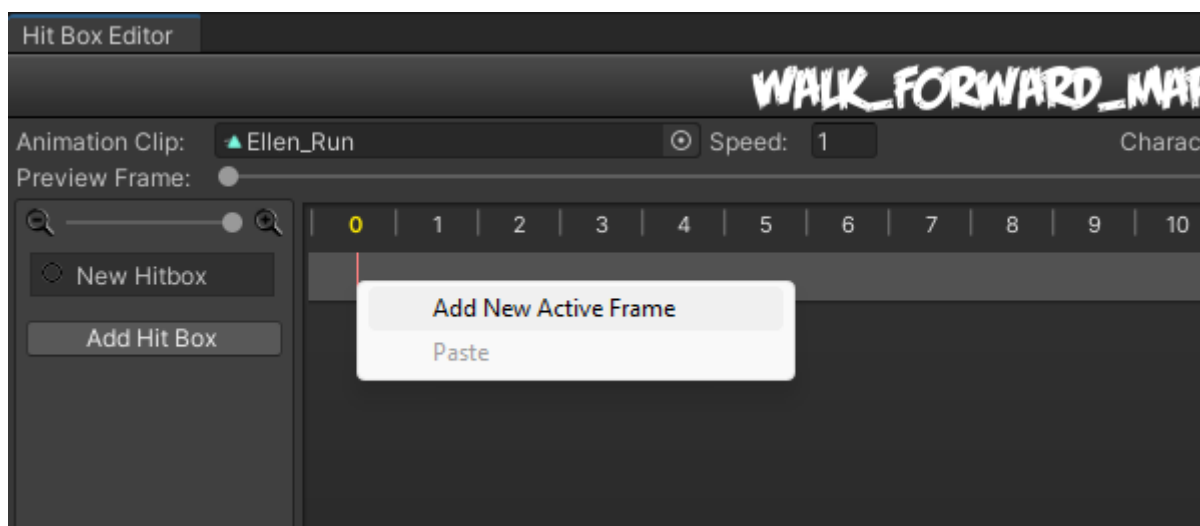 Hit Box Editor
WALK_FORWARD_MAR
Animation Clip: Ellen_Run Speed: 1 Charac
Preview Frame:
0 1 2 3 4 5 6 7 8 9 10
New Hitbox
Add New Active Frame
Add Hit Box
Paste